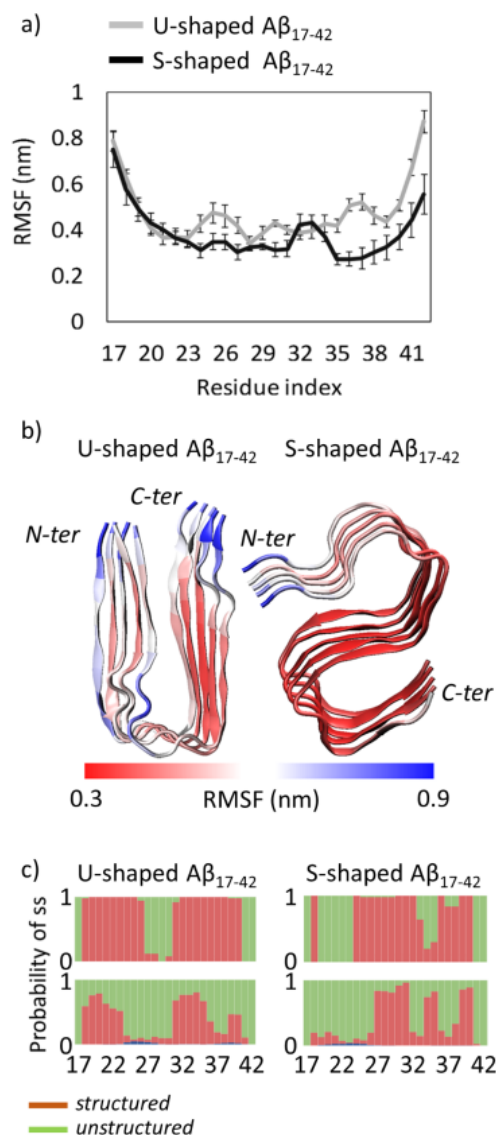 a)
U-shaped Aβ17-42
S-shaped Aβ17-42
1
0.8
0.6
0.4
0.2
0
RMSF (nm)
17 20 23 26 29 32 35 38 41
Residue index
b)
U-shaped Aβ17-42 S-shaped Aβ17-42
C-ter
N-ter
N-ter
C-ter
0.3 0.9
RMSF (nm)
c)
U-shaped Aβ17-42 S-shaped Aβ17-42
Probability of ss
1 1
0 0
1 1
0 0
17 22 27 32 37 42 17 22 27 32 37 42
structured
unstructured